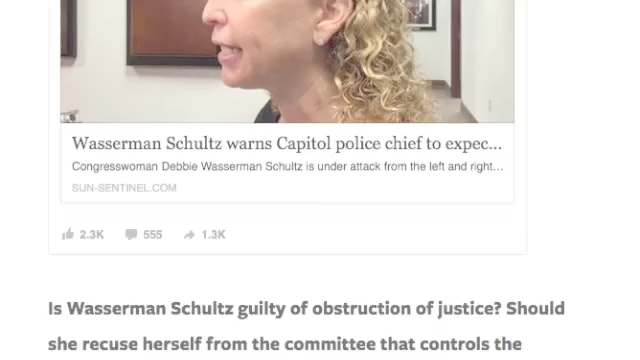 Wasserman Schultz warns Capitol police chief to expec...
Congresswoman Debbie Wasserman Schultz is under attack from the left and right...
SUN-SENTINEL.COM
2.3K 555 1.3K
Is Wasserman Schultz guilty of obstruction of justice? Should
she recuse herself from the committee that controls the